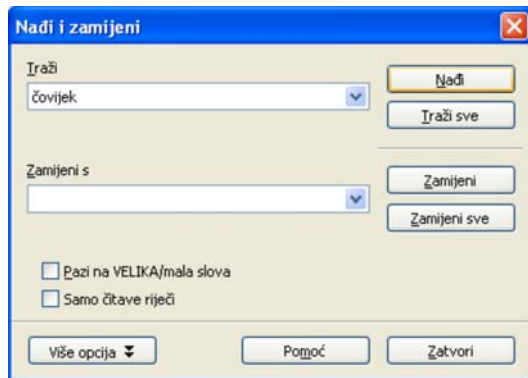 Nađi i zamijeni
Traži
čovijek
Nađi
Traži sve
Zamijeni s
Zamijeni
Zamijeni sve
Pazi na VELIKA/mala slova
Samo čitave riječi
Više opcija
Pomoć
Zatvori